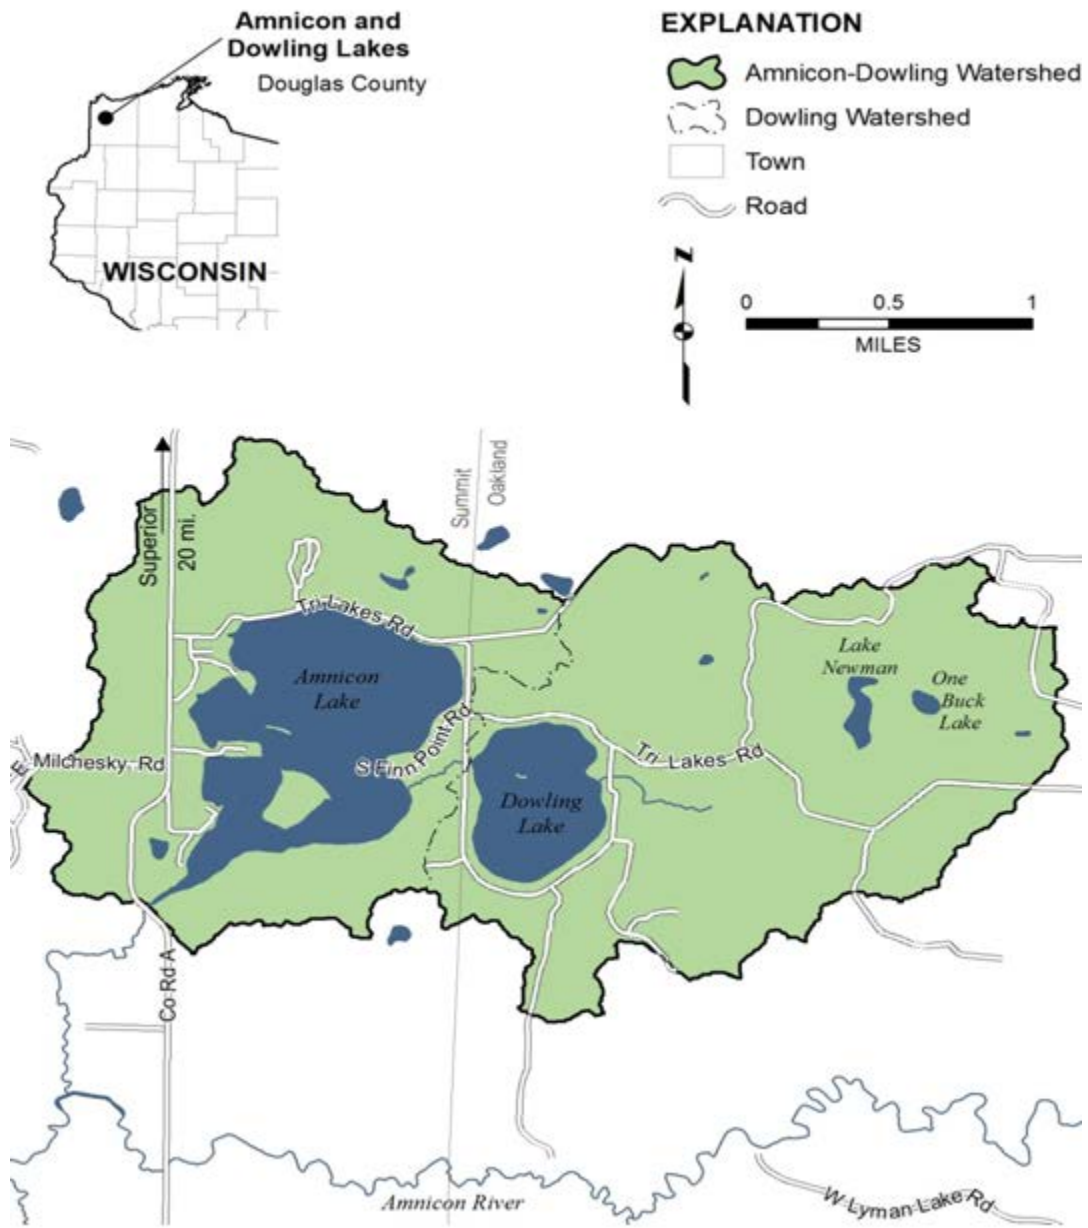 Amnicon and
Dowling Lakes
Douglas County
WISCONSIN
EXPLANATION
Amnicon-Dowling Watershed
Dowling Watershed
Town
Road
N
0 0.5 1
MILES
Superior
20 mi.
Summit
Oakland
Tri Lakes Rd
Amnicon
Lake
Lake
Newman
One
Buck
Lake
S Finn Point Rd
Milchesky Rd
E
Tri Lakes Rd
Dowling
Lake
Co Rd A
Amnicon River
W Lyman Lake Rd